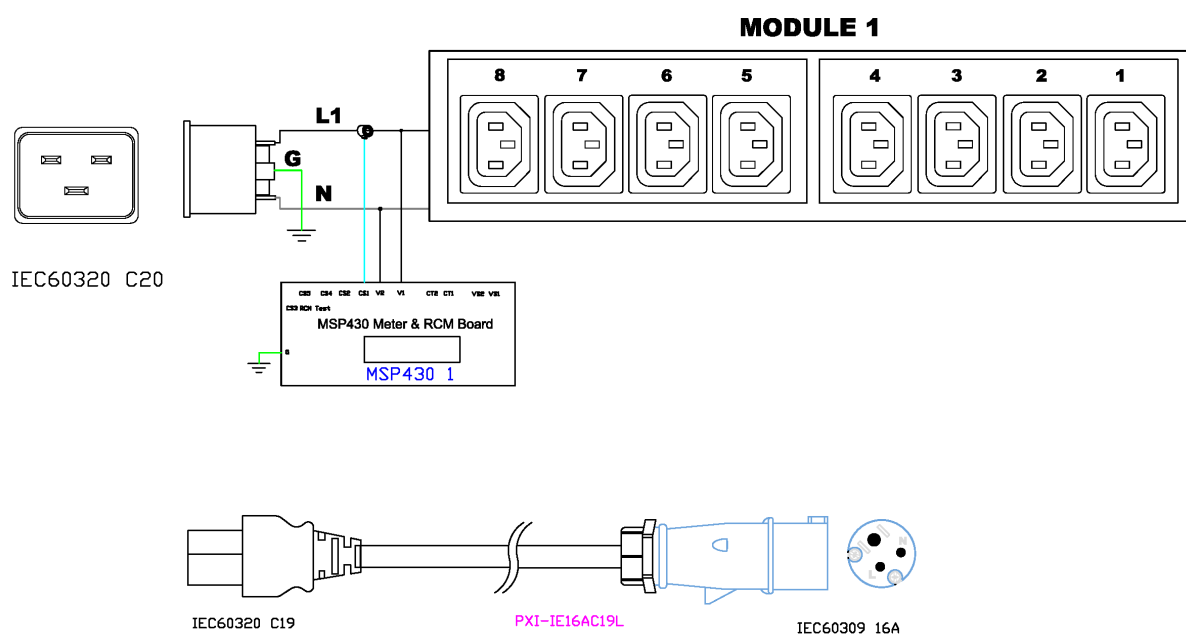 MODULE 1
8 7 6 5 4 3 2 1
L1
G
N
IEC60320 C20
CS5 CS4 CS2 CS1 V2 V1 CT2 CT1 VS2 VS1
CS3 RCM Test
MSP430 Meter & RCM Board
G
MSP430 1
N
L
IEC60320 C19
PXI-IE16AC19L
IEC60309 16A